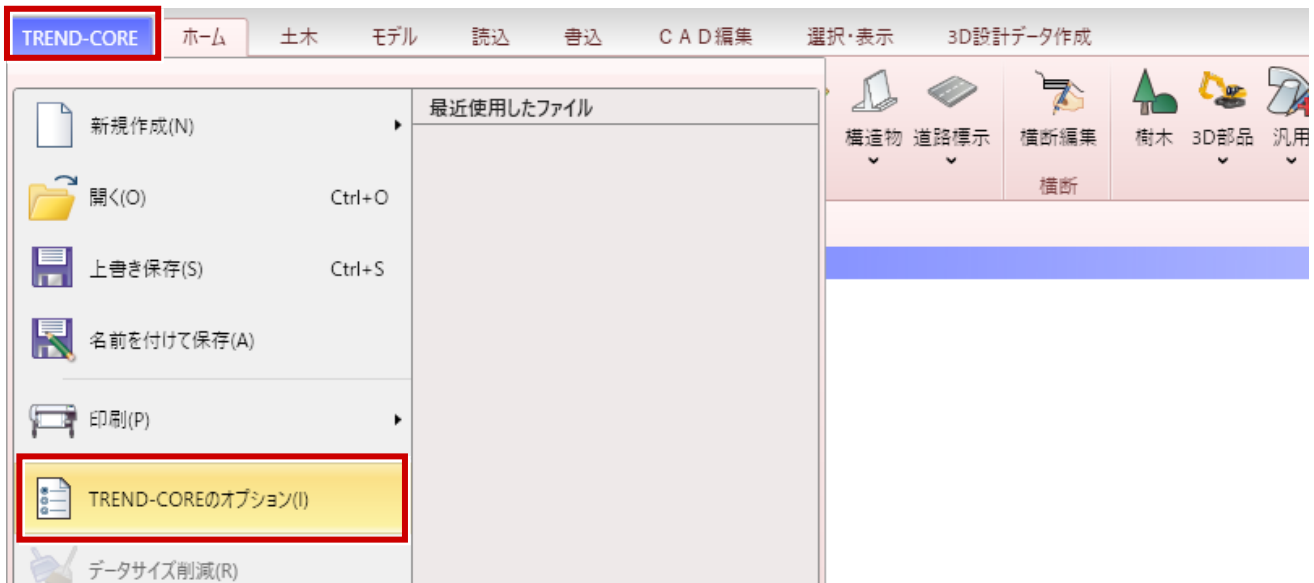 TREND-CORE ホーム 土木 モデル 読込 書込 CAD編集 選択・表示 3D設計データ作成
新規作成(N)
開く(O) Ctrl+O
上書き保存(S) Ctrl+S
名前を付けて保存(A)
印刷(P)
TREND-COREのオプション(I)
データサイズ削減(R)
最近使用したファイル
構造物 道路標示 横断編集 樹木 3D部品 汎用
横断